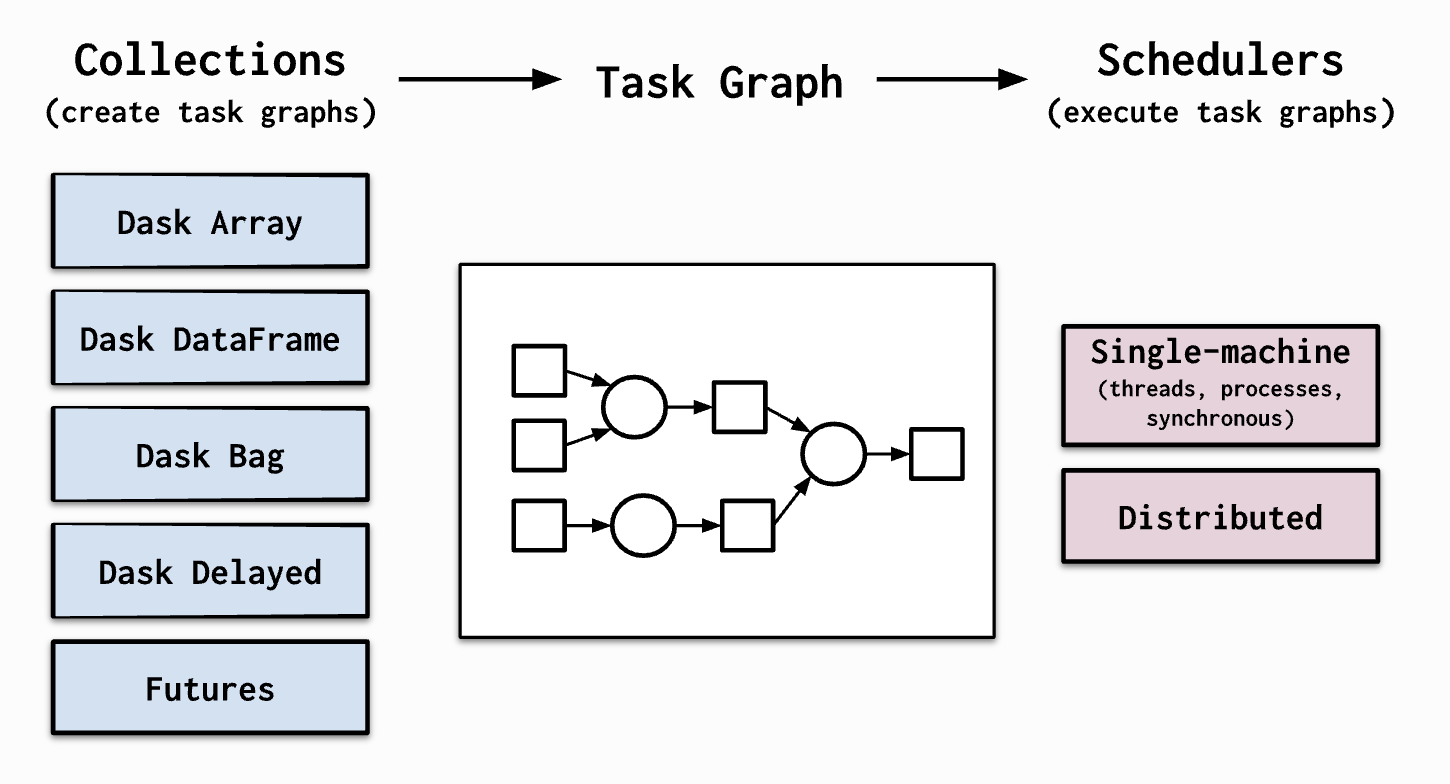 Collections
(create task graphs)
Task Graph
Schedulers
(execute task graphs)
Dask Array
Dask DataFrame
Dask Bag
Dask Delayed
Futures
Single-machine
(threads, processes,
synchronous)
Distributed